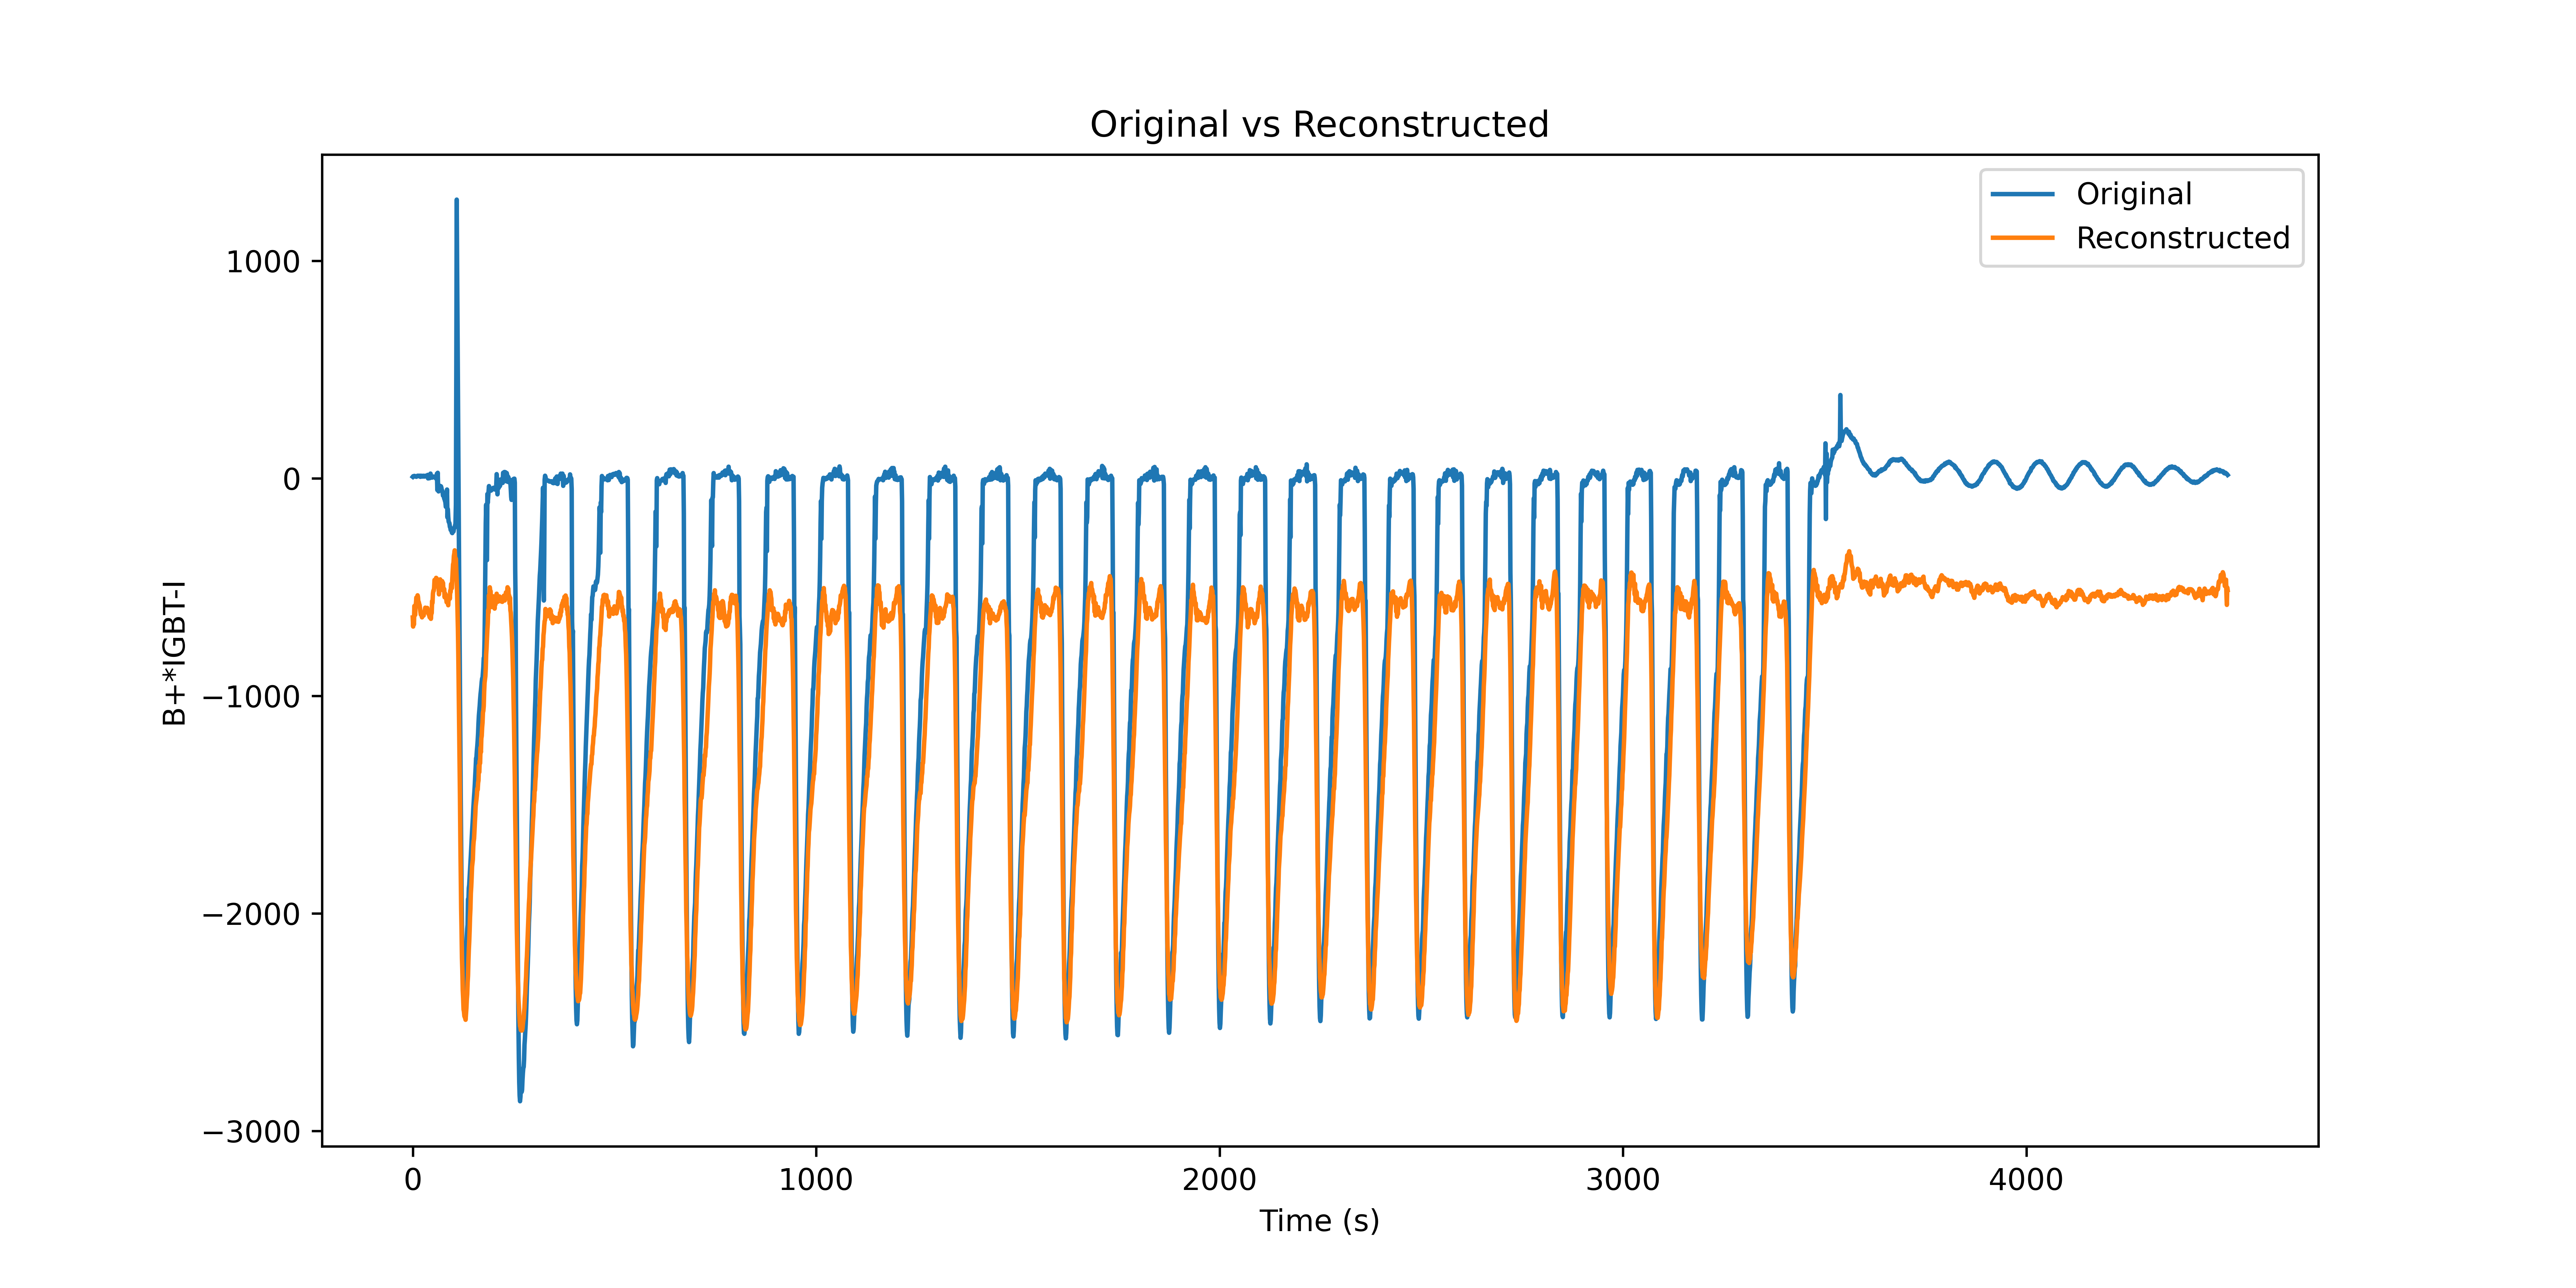 Original vs Reconstructed
Original
Reconstructed
B+*IGBT-I
1000
0
−1000
−2000
−3000
0
1000
2000
3000
4000
Time (s)